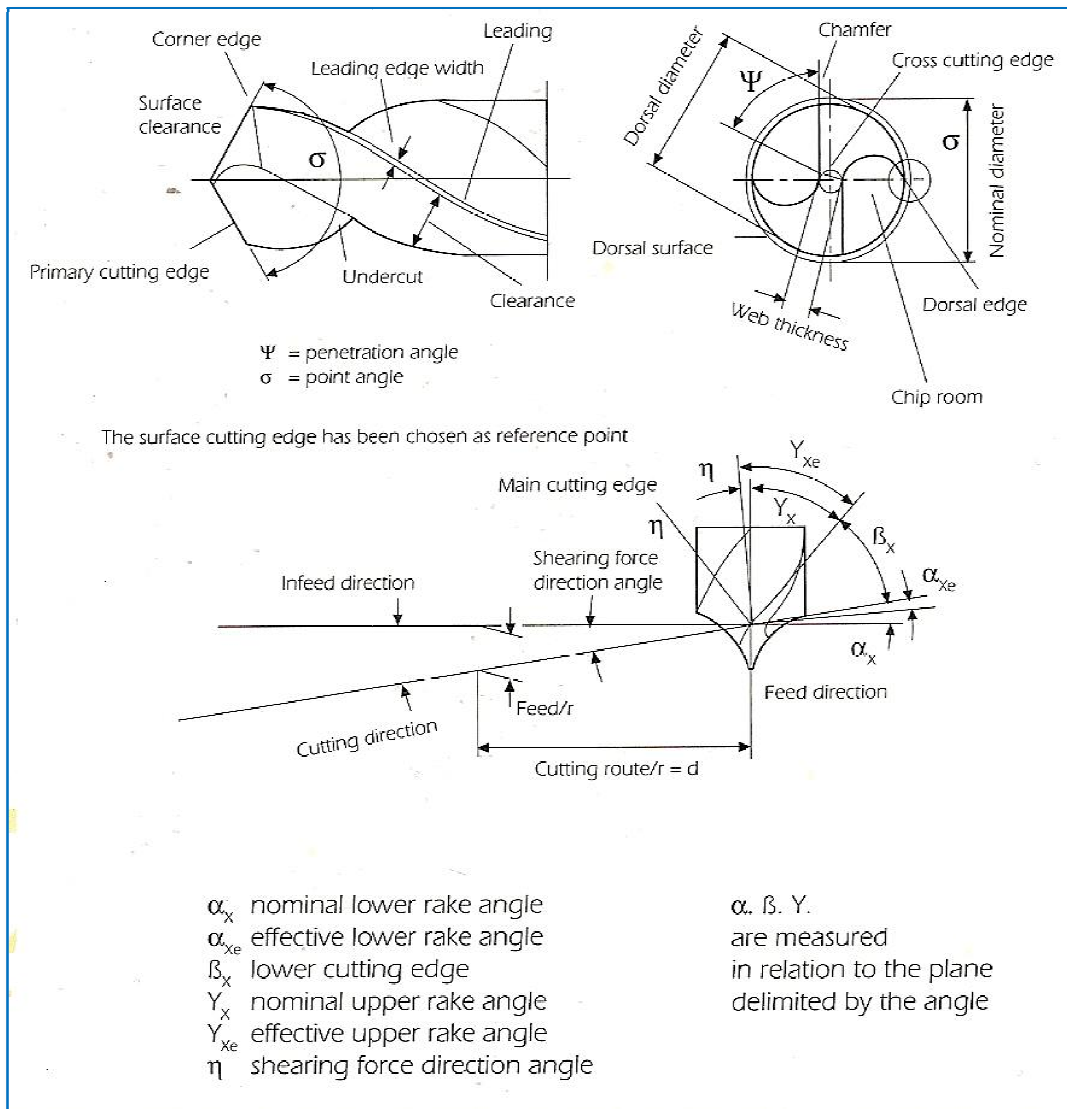 Corner edge
Leading
Leading edge width
Surface
clearance
σ
Primary cutting edge
Undercut
Clearance
Chamfer
Cross cutting edge
Dorsal diameter
Ψ
σ
Nominal diameter
Dorsal surface
Web thickness
Dorsal edge
Chip room
Ψ = penetration angle
σ = point angle
The surface cutting edge has been chosen as reference point
Main cutting edge
η
η
Yxe
Yx
ßx
αxe
αx
Infeed direction
Shearing force
direction angle
Feed direction
Feed/r
Cutting direction
Cutting route/r = d
αx nominal lower rake angle
αxe effective lower rake angle
ßx lower cutting edge
Yx nominal upper rake angle
Yxe effective upper rake angle
η shearing force direction angle
α. ß. Y.
are measured
in relation to the plane
delimited by the angle